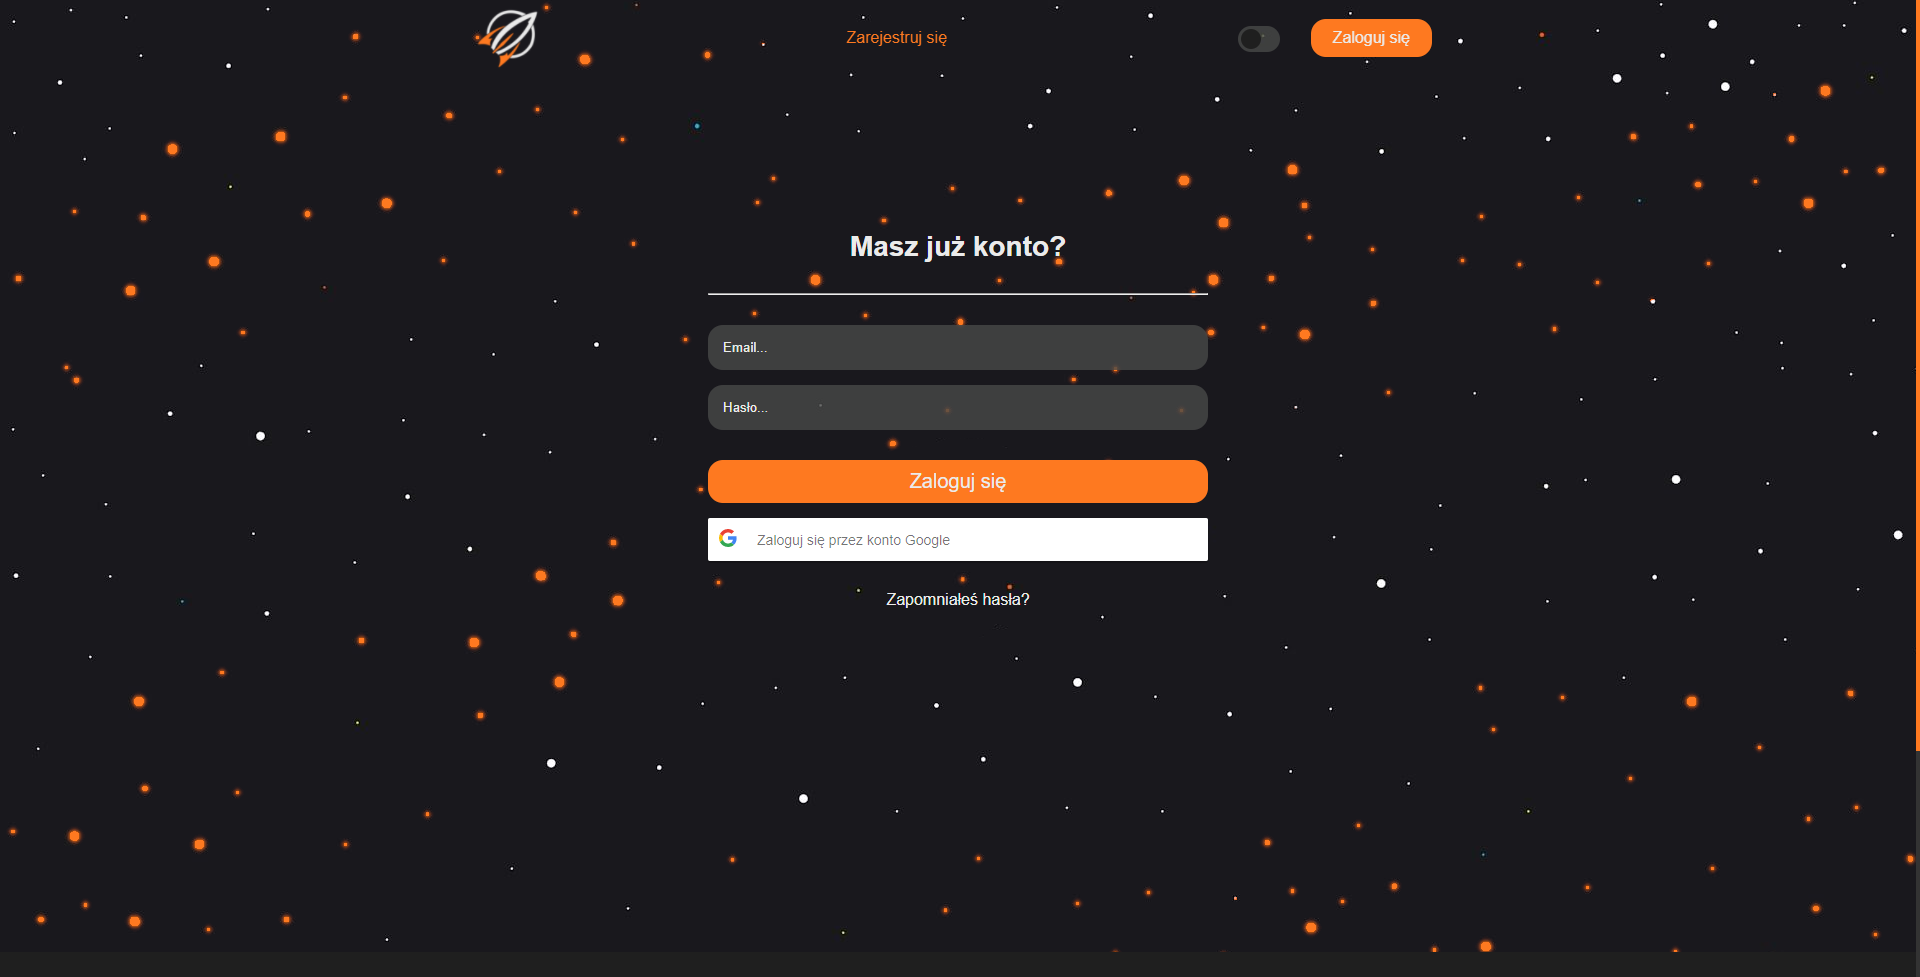 Zarejestruj się
Zaloguj się
Masz już konto?
Email...
Hasło...
Zaloguj się
Zaloguj się przez konto Google
Zapomniałeś hasła?